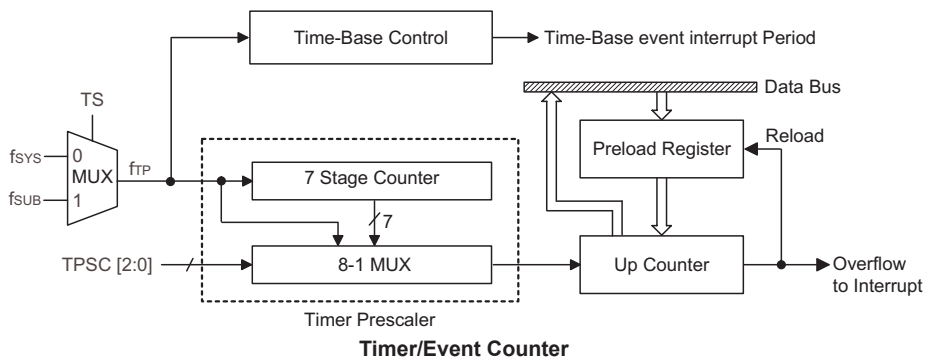 Time-Base Control
Time-Base event interrupt Period
Data Bus
TS
Preload Register
Reload
fSYS
0
MUX
fTP
fSUB
1
7 Stage Counter
7
TPSC [2:0]
8-1 MUX
Up Counter
Overflow
to Interrupt
Timer Prescaler
Timer/Event Counter